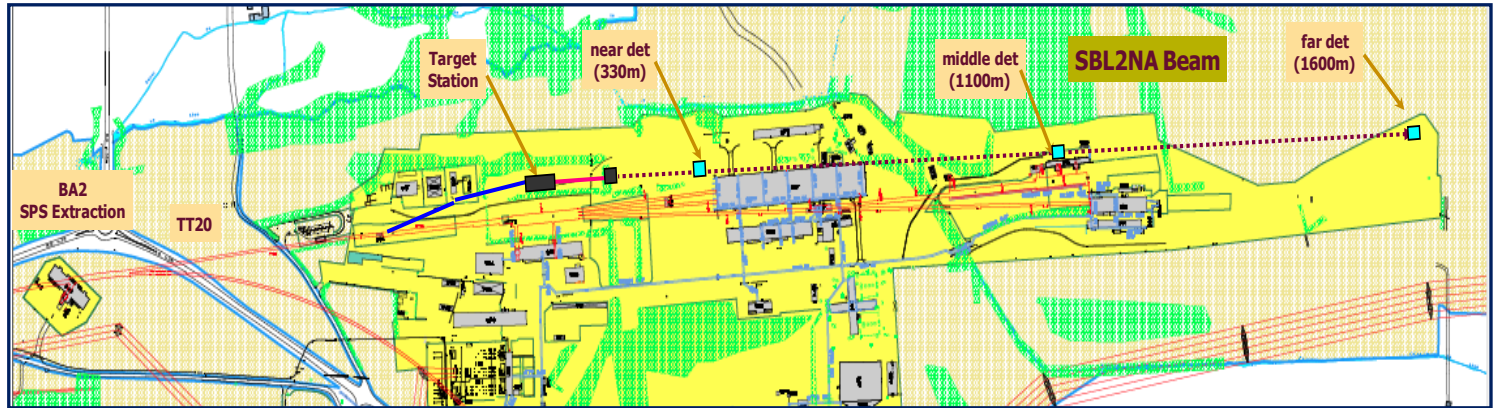 Target
Station
near det
(330m)
middle det
(1100m)
SBL2NA Beam
far det
(1600m)
BA2
SPS Extraction
TT20